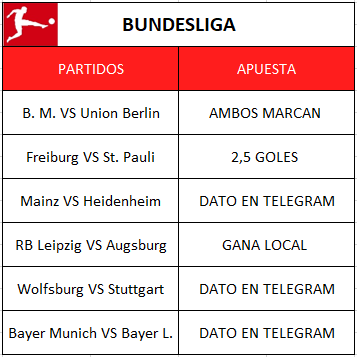 BUNDESLIGA
PARTIDOS APUESTA
B. M. VS Union Berlin AMBOS MARCAN
Freiburg VS St. Pauli 2,5 GOLES
Mainz VS Heidenheim DATO EN TELEGRAM
RB Leipzig VS Augsburg GANA LOCAL
Wolfsburg VS Stuttgart DATO EN TELEGRAM
Bayer Munich VS Bayer L. DATO EN TELEGRAM